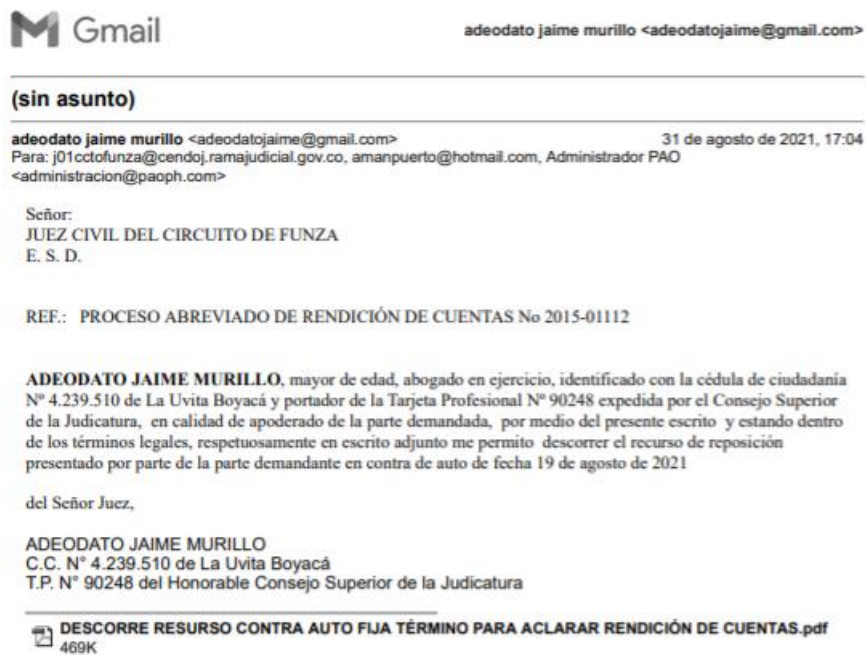 Gmail
adeodato jaime murillo <adeodatojaime@gmail.com>
(sin asunto)
adeodato jaime murillo <adeodatojaime@gmail.com>
31 de agosto de 2021, 17:04
Para: j01cctofunza@cendoj.ramajudicial.gov.co, amanpuerto@hotmail.com, Administrador PAO
<administracion@paoph.com>
Señor:
JUEZ CIVIL DEL CIRCUITO DE FUNZA
E. S. D.
REF.: PROCESO ABREVIADO DE RENDICIÓN DE CUENTAS No 2015-01112
ADEODATO JAIME MURILLO, mayor de edad, abogado en ejercicio, identificado con la cédula de ciudadanía
Nº 4.239.510 de La Uvita Boyacá y portador de la Tarjeta Profesional Nº 90248 expedida por el Consejo Superior
de la Judicatura, en calidad de apoderado de la parte demandada, por medio del presente escrito y estando dentro
de los términos legales, respetuosamente en escrito adjunto me permito descorrer el recurso de reposición
presentado por parte de la parte demandante en contra de auto de fecha 19 de agosto de 2021
del Señor Juez,
ADEODATO JAIME MURILLO
C.C. N° 4.239.510 de La Uvita Boyacá
T.P. N° 90248 del Honorable Consejo Superior de la Judicatura
DESCORRE RESURSO CONTRA AUTO FIJA TÉRMINO PARA ACLARAR RENDICIÓN DE CUENTAS.pdf
469K